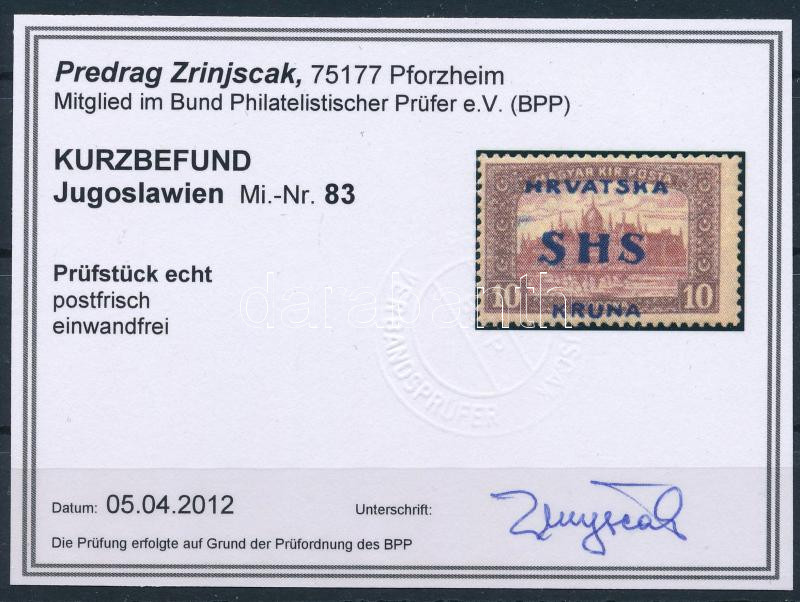 Predrag Zrinjscak, 75177 Pforzheim
Mitglied im Bund Philatelistischer Prüfer e.V. (BPP)
KURZBEFUND
Jugoslawien Mi.-Nr. 83
MAGYAR KIR. POSTA
HRVATSKA
SHS
10 10
KRUNA
Prüfstück echt
postfrisch
einwandfrei
darabanth
VERBANDSPRÜFER
Datum: 05.04.2012 Unterschrift:
Die Prüfung erfolgte auf Grund der Prüfordnung des BPP